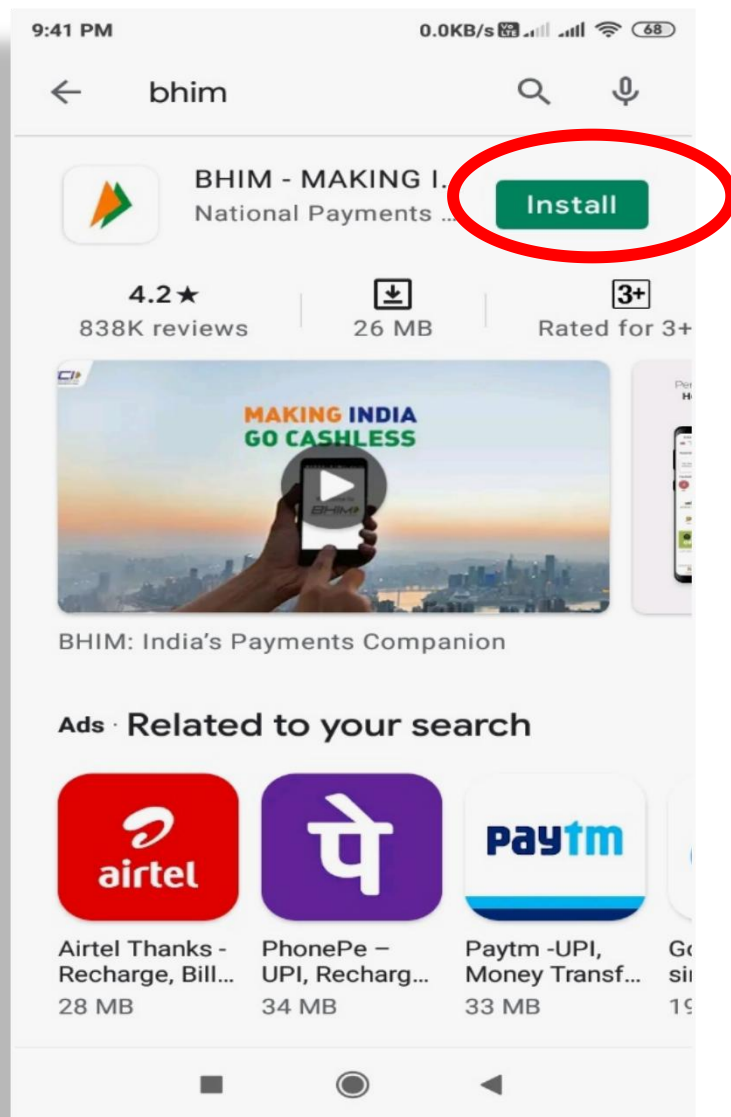 9:41 PM 0.0KB/s Vo LTE 68
bhim
BHIM - MAKING I...
National Payments ...
Install
4.2★
838K reviews
26 MB
3+
Rated for 3+
MAKING INDIA
GO CASHLESS
BHIM
BHIM: India's Payments Companion
Ads · Related to your search
airtel
पे
paytm
Airtel Thanks -
Recharge, Bill...
28 MB
PhonePe –
UPI, Recharg...
34 MB
Paytm -UPI,
Money Transf...
33 MB